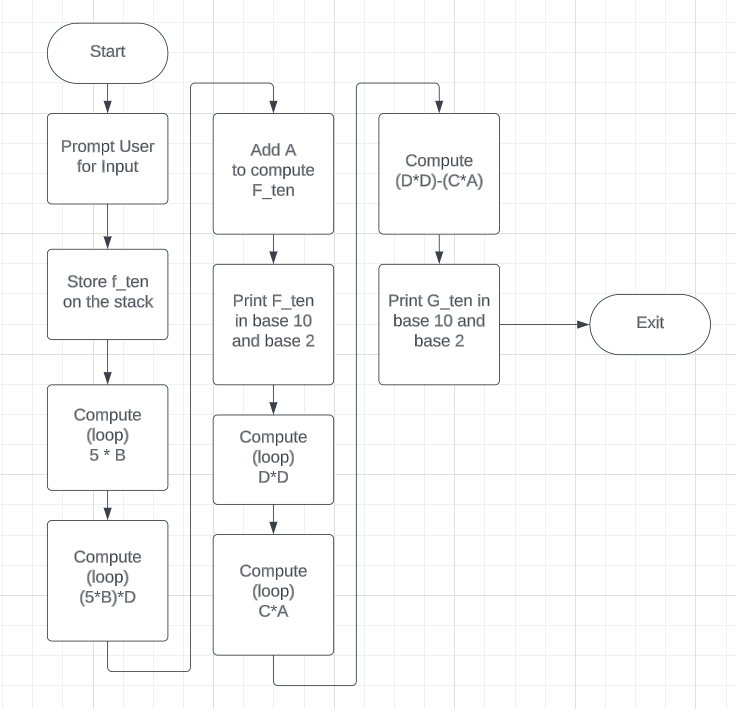 Start
Prompt User
for Input
Store f_ten
on the stack
Compute
(loop)
5 * B
Compute
(loop)
(5*B)*D
Add A
to compute
F_ten
Print F_ten
in base 10
and base 2
Compute
(loop)
D*D
Compute
(loop)
C*A
Compute
(D*D)-(C*A)
Print G_ten in
base 10 and
base 2
Exit